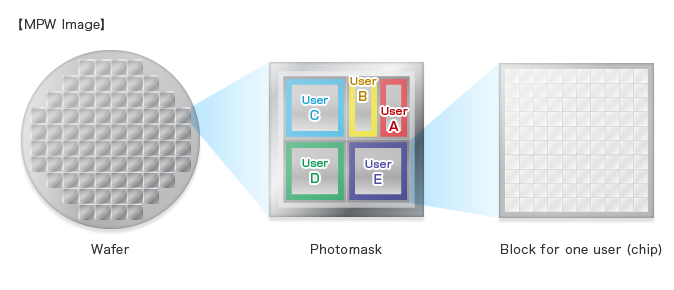 【MPW Image】
User
B
User
C
User
A
User
D
User
E
Wafer
Photomask
Block for one user (chip)